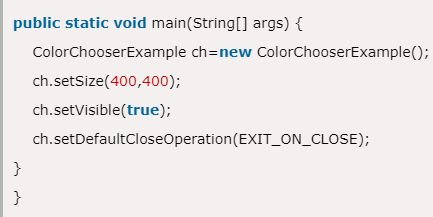 public static void main(String[] args) {
ColorChooserExample ch=new ColorChooserExample();
ch.setSize(400,400);
ch.setVisible(true);
ch.setDefaultCloseOperation(EXIT_ON_CLOSE);
}
}